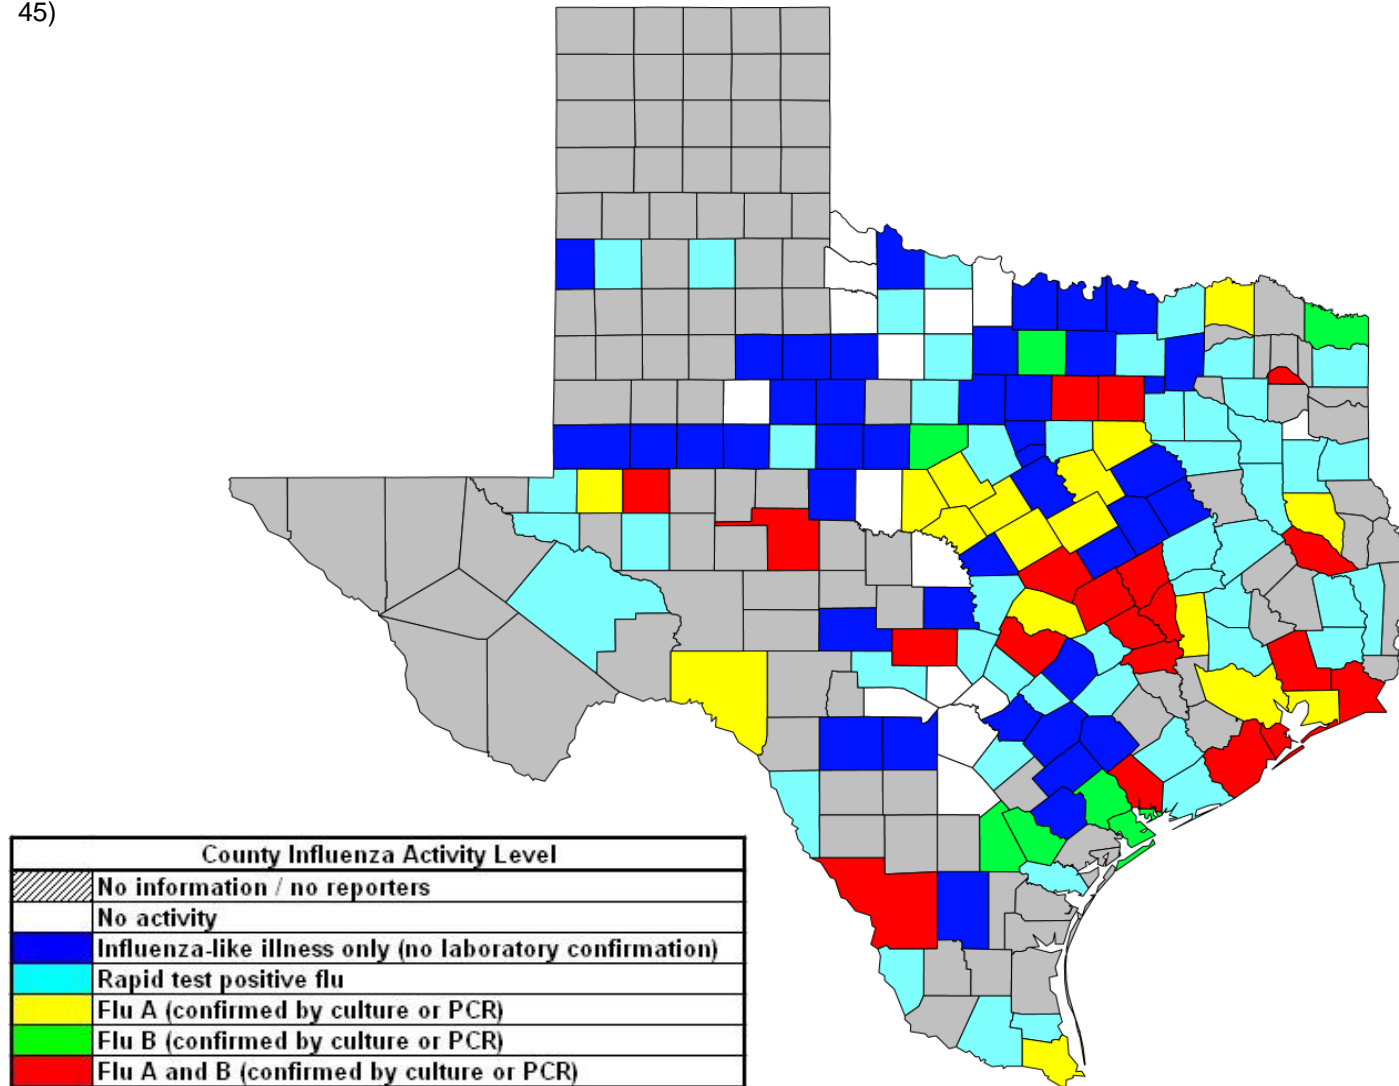 45)
County Influenza Activity Level
No information / no reporters
No activity
Influenza-like illness only (no laboratory confirmation)
Rapid test positive flu
Flu A (confirmed by culture or PCR)
Flu B (confirmed by culture or PCR)
Flu A and B (confirmed by culture or PCR)